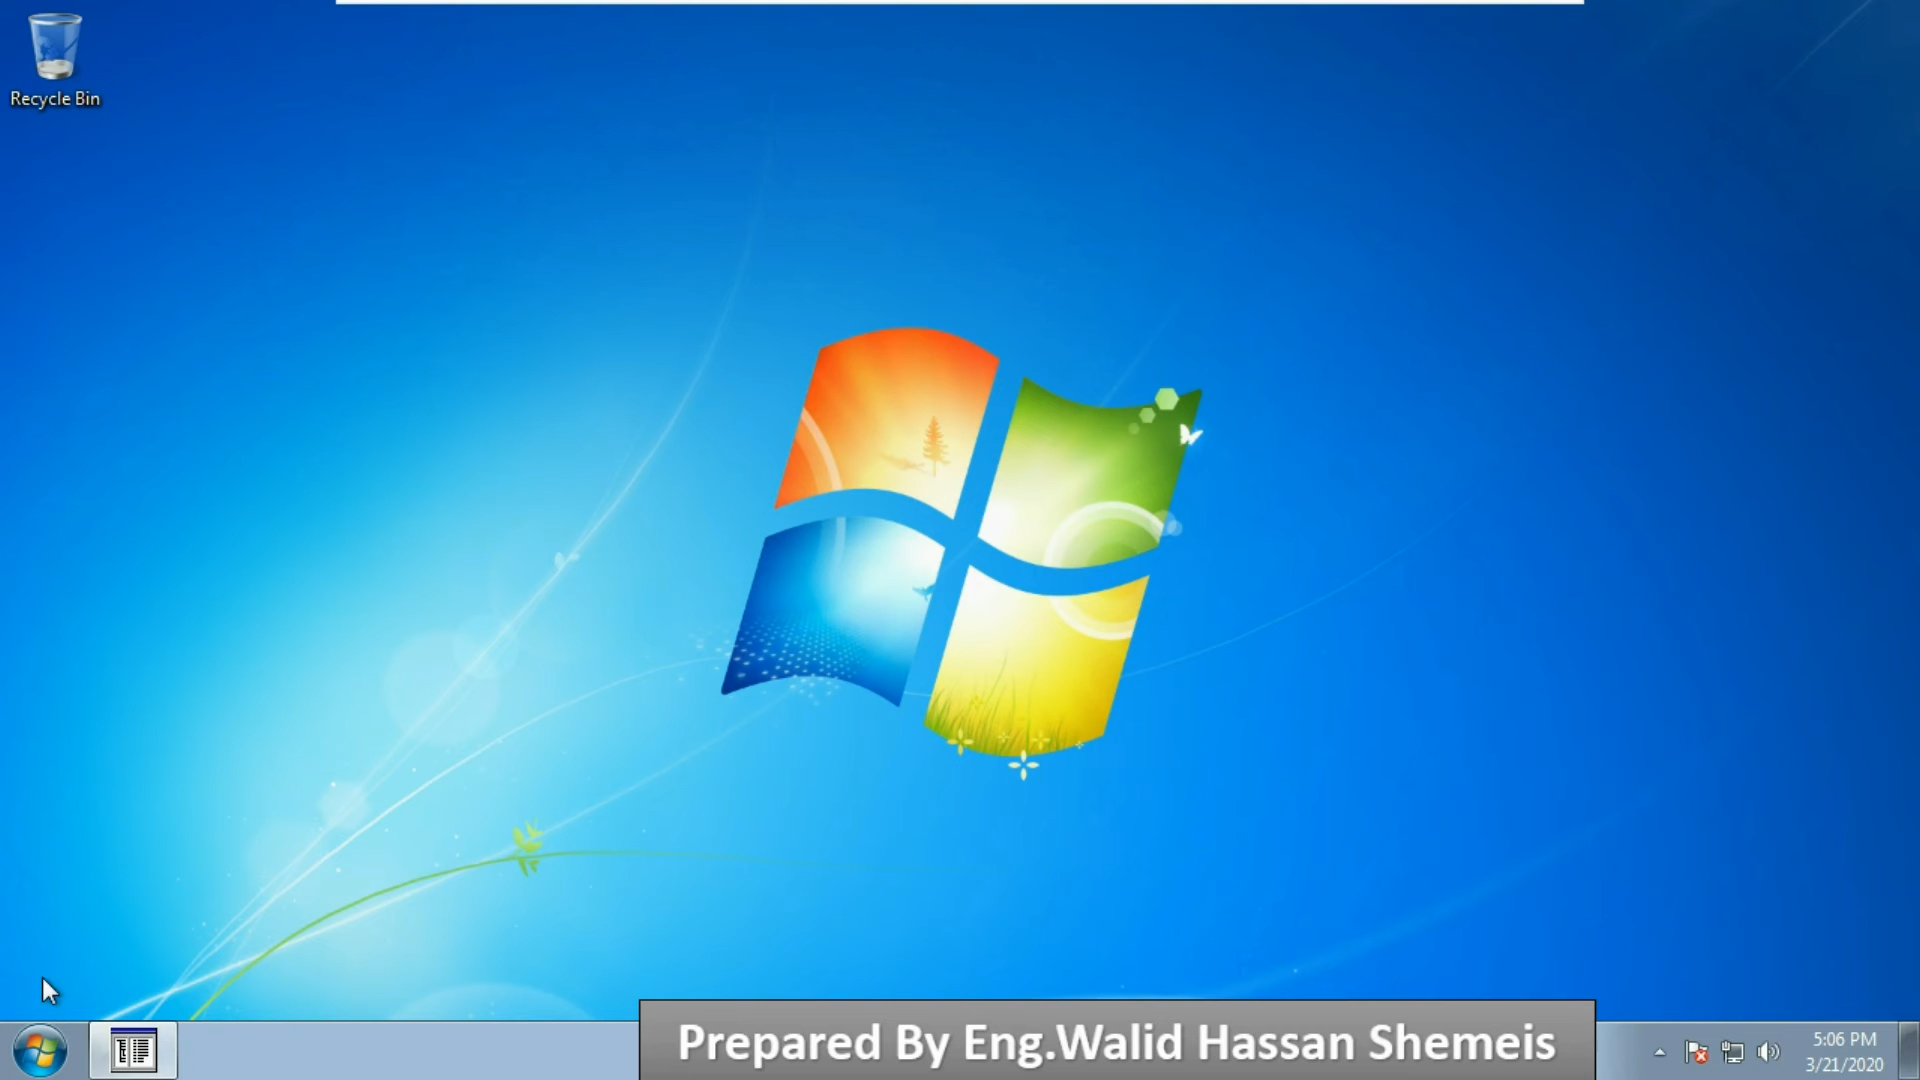 Recycle Bin
Prepared By Eng.Walid Hassan Shemeis
5:06 PM
3/21/2020